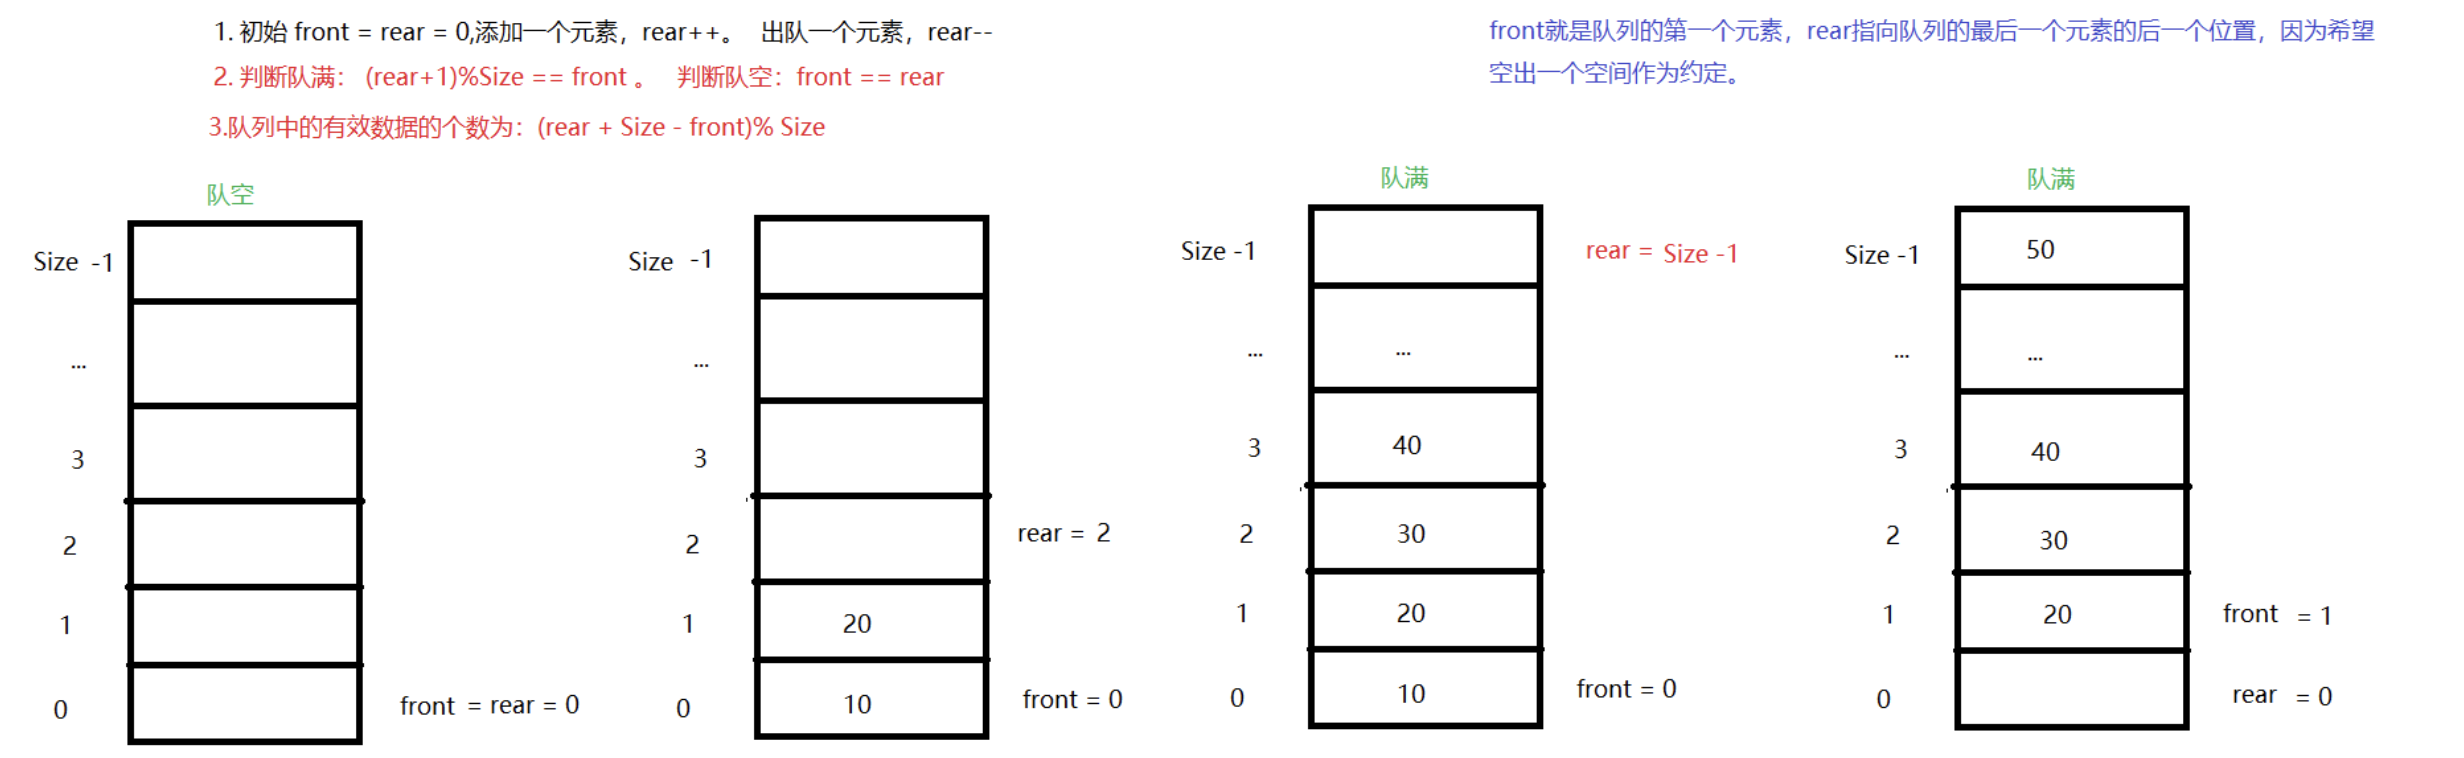 1. 初始 front = rear = 0,添加一个元素，rear++。 出队一个元素，rear--
2. 判断队满： (rear+1)%Size == front 。 判断队空：front == rear
3.队列中的有效数据的个数为：(rear + Size - front)% Size
front就是队列的第一个元素，rear指向队列的最后一个元素的后一个位置，因为希望
空出一个空间作为约定。
队空
Size -1
...
3
2
1
0
front = rear = 0
Size -1
...
3
2
rear = 2
1
20
0
10
front = 0
队满
Size -1
rear = Size -1
...
...
3
40
2
30
1
20
0
10
front = 0
队满
Size -1
50
...
...
3
40
2
30
1
20
front = 1
0
rear = 0